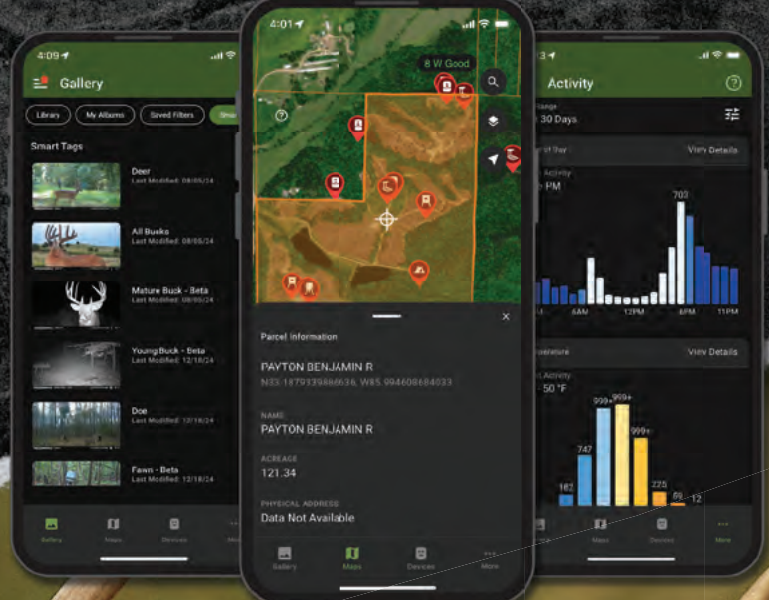 4:09
Gallery
Library
My Albums
Saved Filters
Smart Tags
Deer
Last Modified: 08/05/24
All Bucks
Last Modified: 08/05/24
Mature Buck - Beta
Last Modified: 08/05/24
Young Buck - Beta
Last Modified: 12/18/24
Doe
Last Modified: 12/18/24
Fawn - Beta
Last Modified: 12/18/24
Gallery
Maps
Devices
4:01
8 W Good
Parcel Information
PAYTON BENJAMIN R
NAME
PAYTON BENJAMIN R
ACREAGE
121.34
PHYSICAL ADDRESS
Data Not Available
Gallery
Maps
Devices
More
Activity
30 Days
View Details
Activity
PM
703
6AM
12PM
6PM
11PM
View Details
Activity
- 50 °F
182
747
999+
999+
999+
225
59
12
Maps
Devices
More